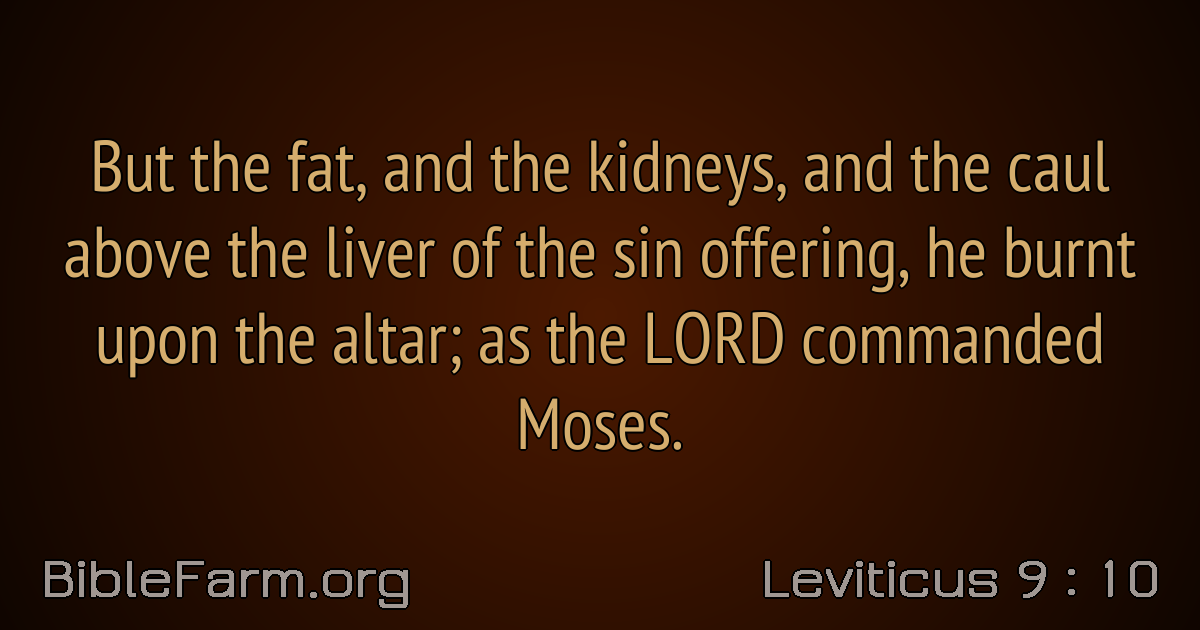 But the fat, and the kidneys, and the caul
above the liver of the sin offering, he burnt
upon the altar; as the LORD commanded
Moses.
BibleFarm.org
Leviticus 9 : 10